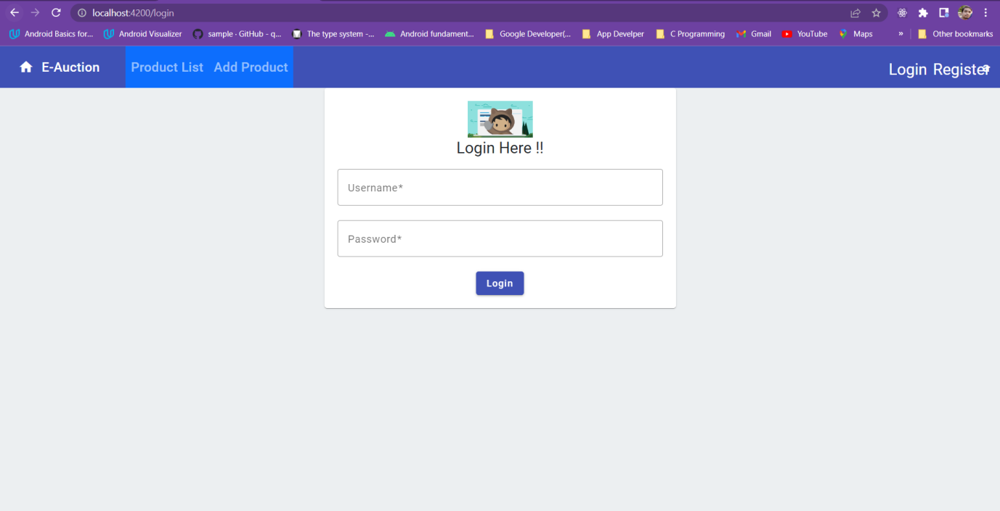 localhost:4200/login
Android Basics for... Android Visualizer sample - GitHub - q... The type system -... Android fundament... Google Developer(... App Develper C Programming Gmail YouTube Maps » Other bookmarks
E-Auction Product List Add Product Login Register
Login Here !!
Username*
Password*
Login